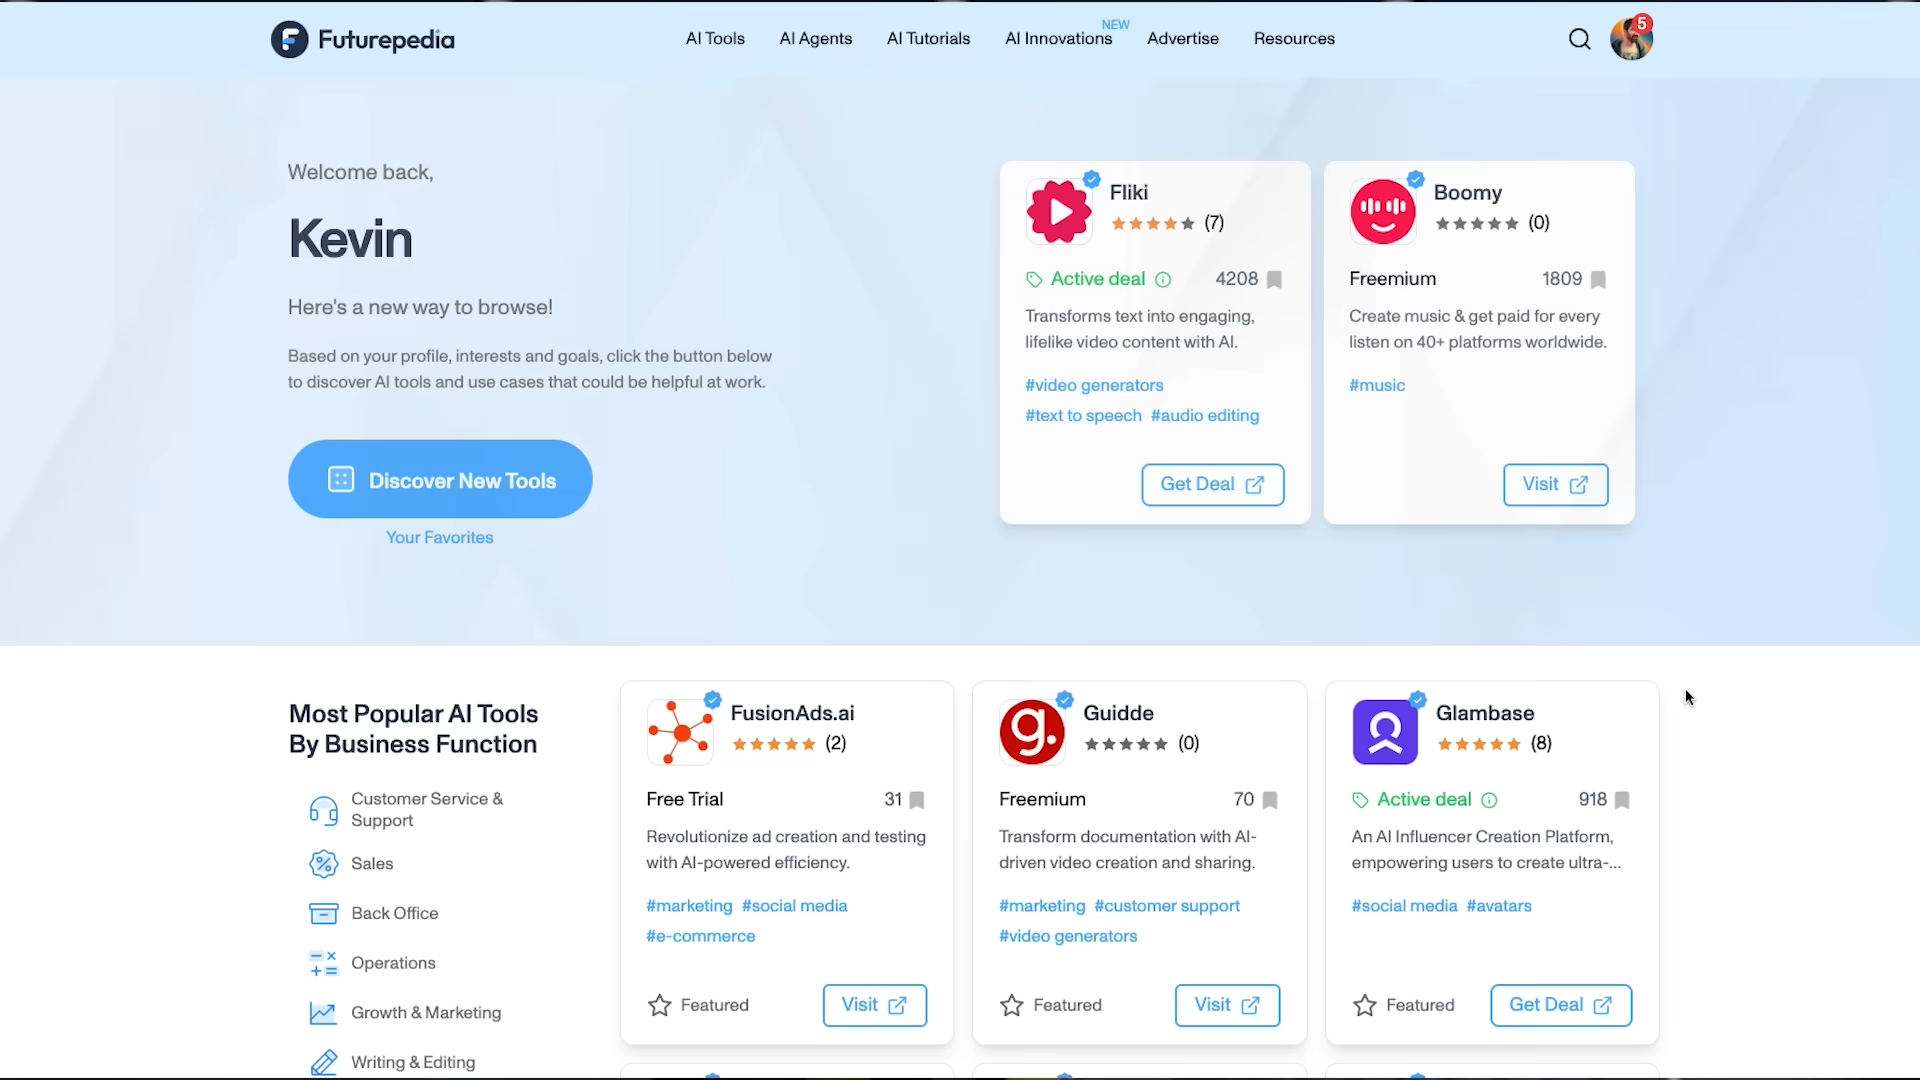 Futurepedia
AI Tools
AI Agents
AI Tutorials
AI Innovations
NEW
Advertise
Resources
5
Welcome back,
Kevin
Here's a new way to browse!
Based on your profile, interests and goals, click the button below
to discover AI tools and use cases that could be helpful at work.
Discover New Tools
Your Favorites
Fliki
(7)
Active deal
4208
Transforms text into engaging,
lifelike video content with AI.
#video generators
#text to speech #audio editing
Get Deal
Boomy
(0)
Freemium
1809
Create music & get paid for every
listen on 40+ platforms worldwide.
#music
Visit
Most Popular AI Tools
By Business Function
Customer Service &
Support
Sales
Back Office
Operations
Growth & Marketing
Writing & Editing
FusionAds.ai
(2)
Free Trial
31
Revolutionize ad creation and testing
with AI-powered efficiency.
#marketing #social media
#e-commerce
Featured
Visit
g.
Guidde
(0)
Freemium
70
Transform documentation with AI-
driven video creation and sharing.
#marketing #customer support
#video generators
Featured
Visit
Glambase
(8)
Active deal
918
An AI Influencer Creation Platform,
empowering users to create ultra-...
#social media #avatars
Featured
Get Deal